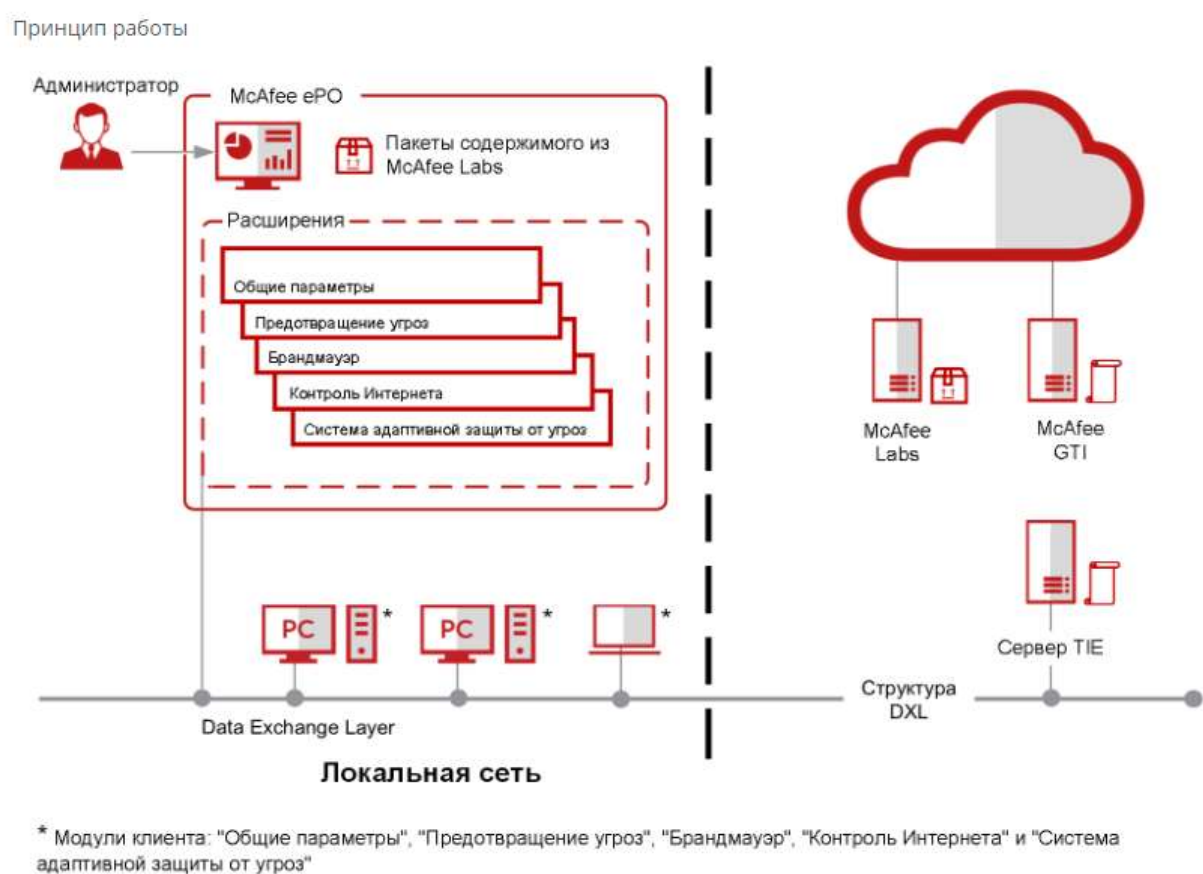 Принцип работы
Администратор
McAfee ePO
Пакеты содержимого из
McAfee Labs
Расширения
Общие параметры
Предотвращение угроз
Брандмауэр
Контроль Интернета
Система адаптивной защиты от угроз
McAfee
Labs
McAfee
GTI
PC
*
PC
*
*
Сервер TIE
Структура
DXL
Data Exchange Layer
Локальная сеть
* Модули клиента: "Общие параметры", "Предотвращение угроз", "Брандмауэр", "Контроль Интернета" и "Система
адаптивной защиты от угроз"